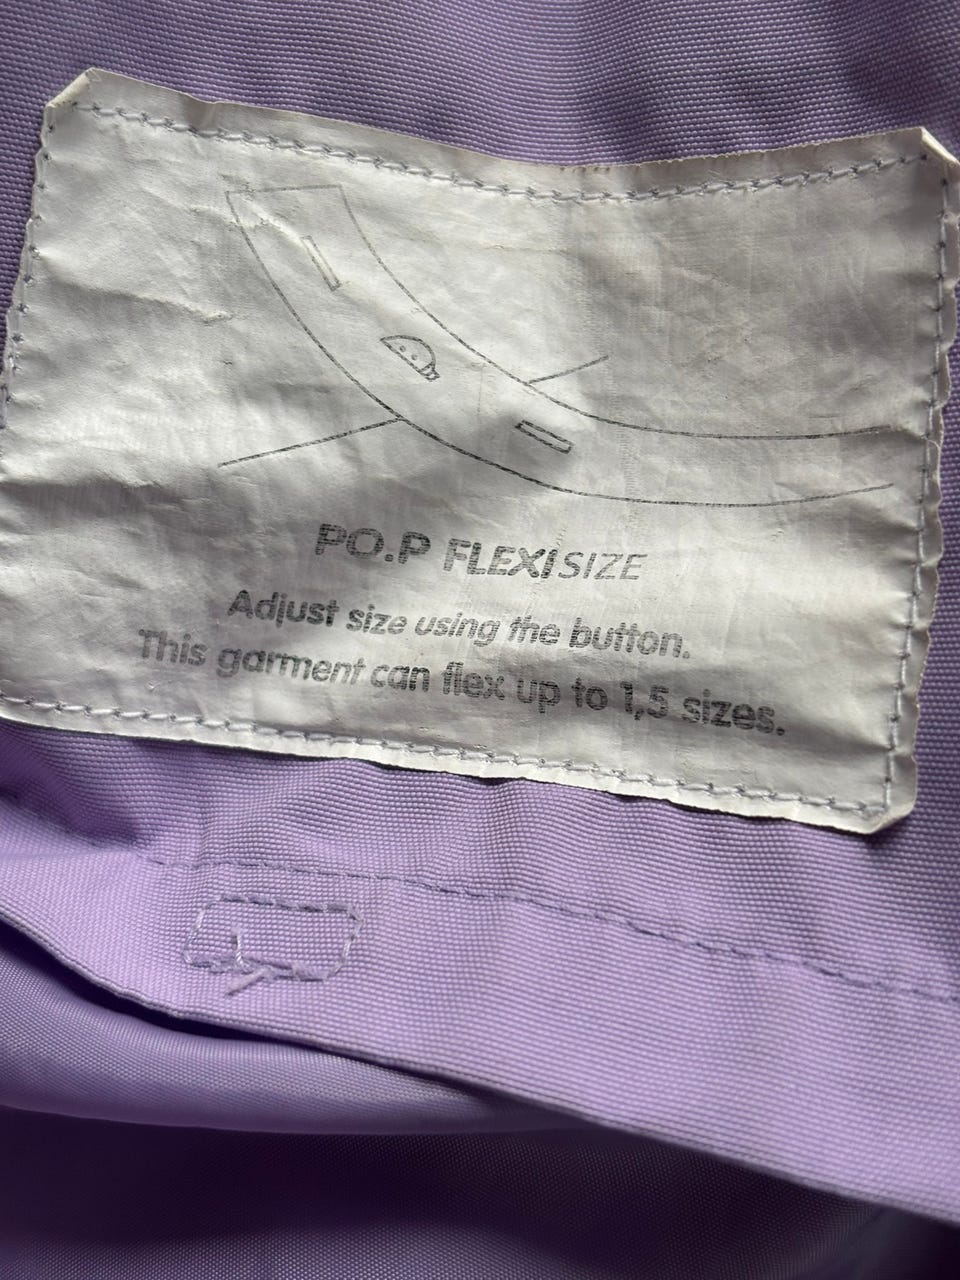 PO.P FLEXISIZE
Adjust size using the button.
This garment can flex up to 1,5 sizes.